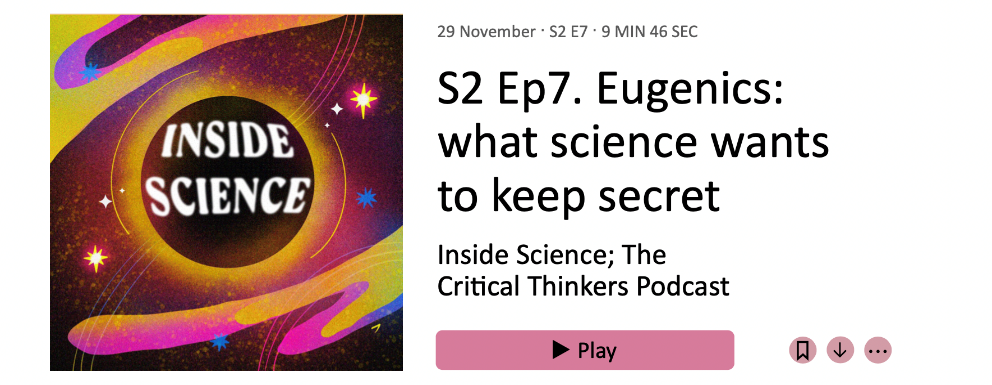 INSIDE
SCIENCE
29 November · S2 E7 · 9 MIN 46 SEC
S2 Ep7. Eugenics:
what science wants
to keep secret
Inside Science; The
Critical Thinkers Podcast
Play